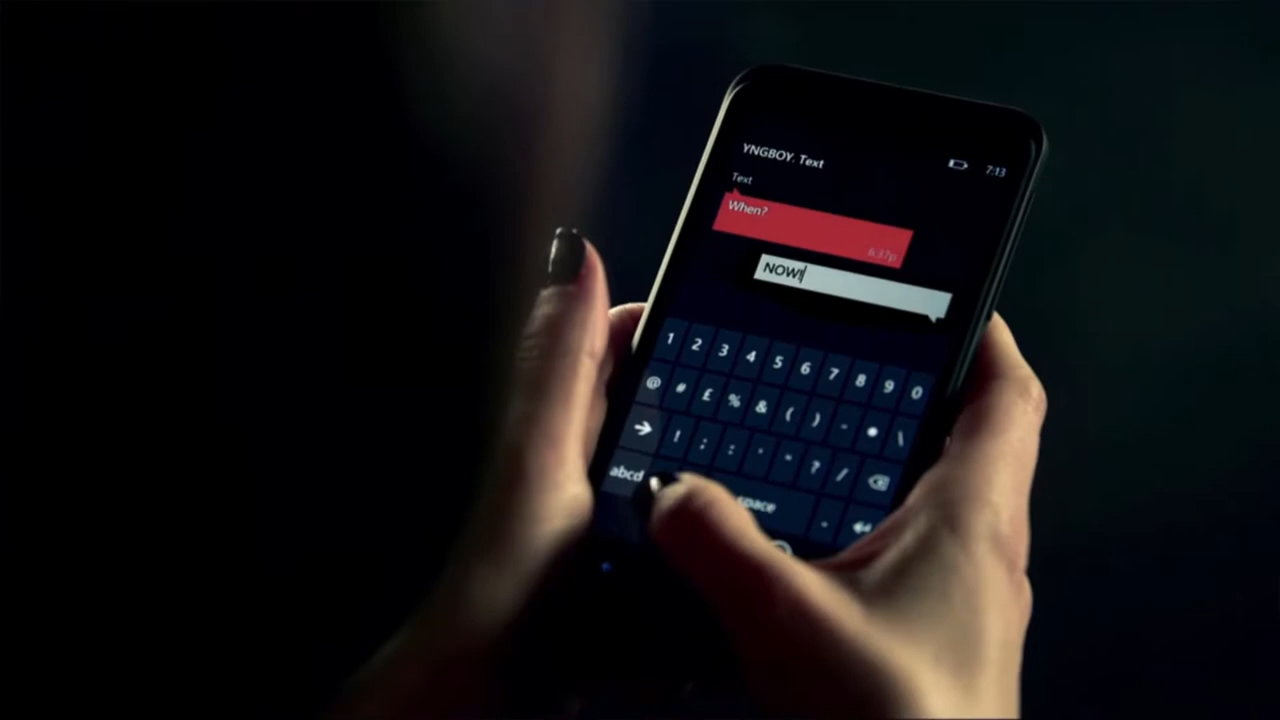 YNGBOY. Text
7:13
Text
When?
6:37p
NOW!
1 2 3 4 5 6 7 8 9 0
@ # £ % & ( ) - \
→ ! ; : ' " ? /
abcd space .